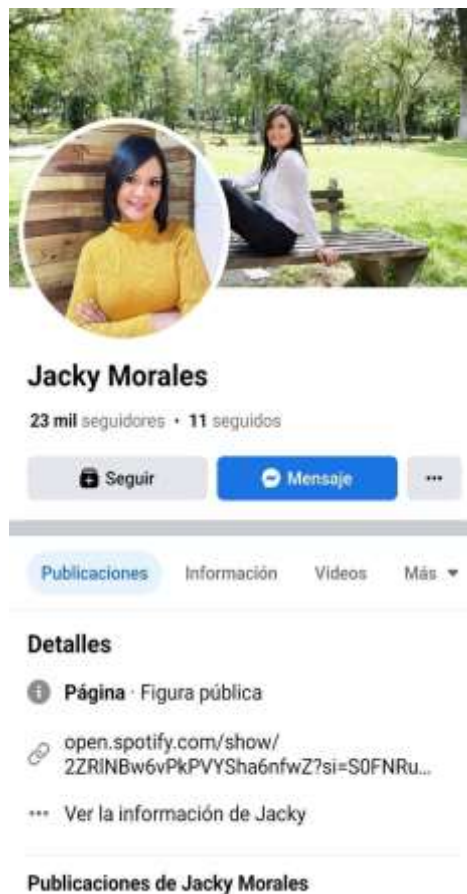 Jacky Morales
23 mil seguidores • 11 seguidos
Seguir
Mensaje
Publicaciones Información Videos Más
Detalles
Página · Figura pública
open.spotify.com/show/
2ZRlNBw6vPkPVYSha6nfwZ?si=S0FNRu...
Ver la información de Jacky
Publicaciones de Jacky Morales